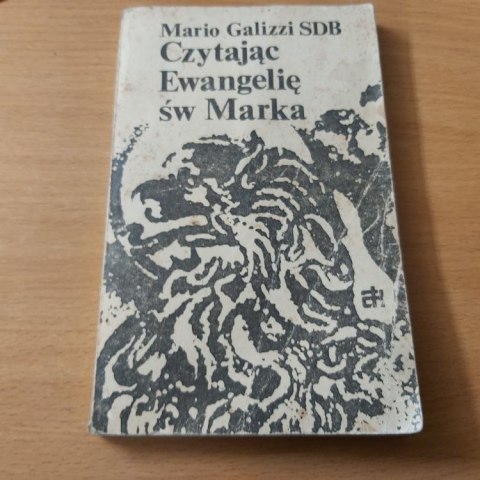 Mario Galizzi SDB
Czytając
Ewangelię
św Marka